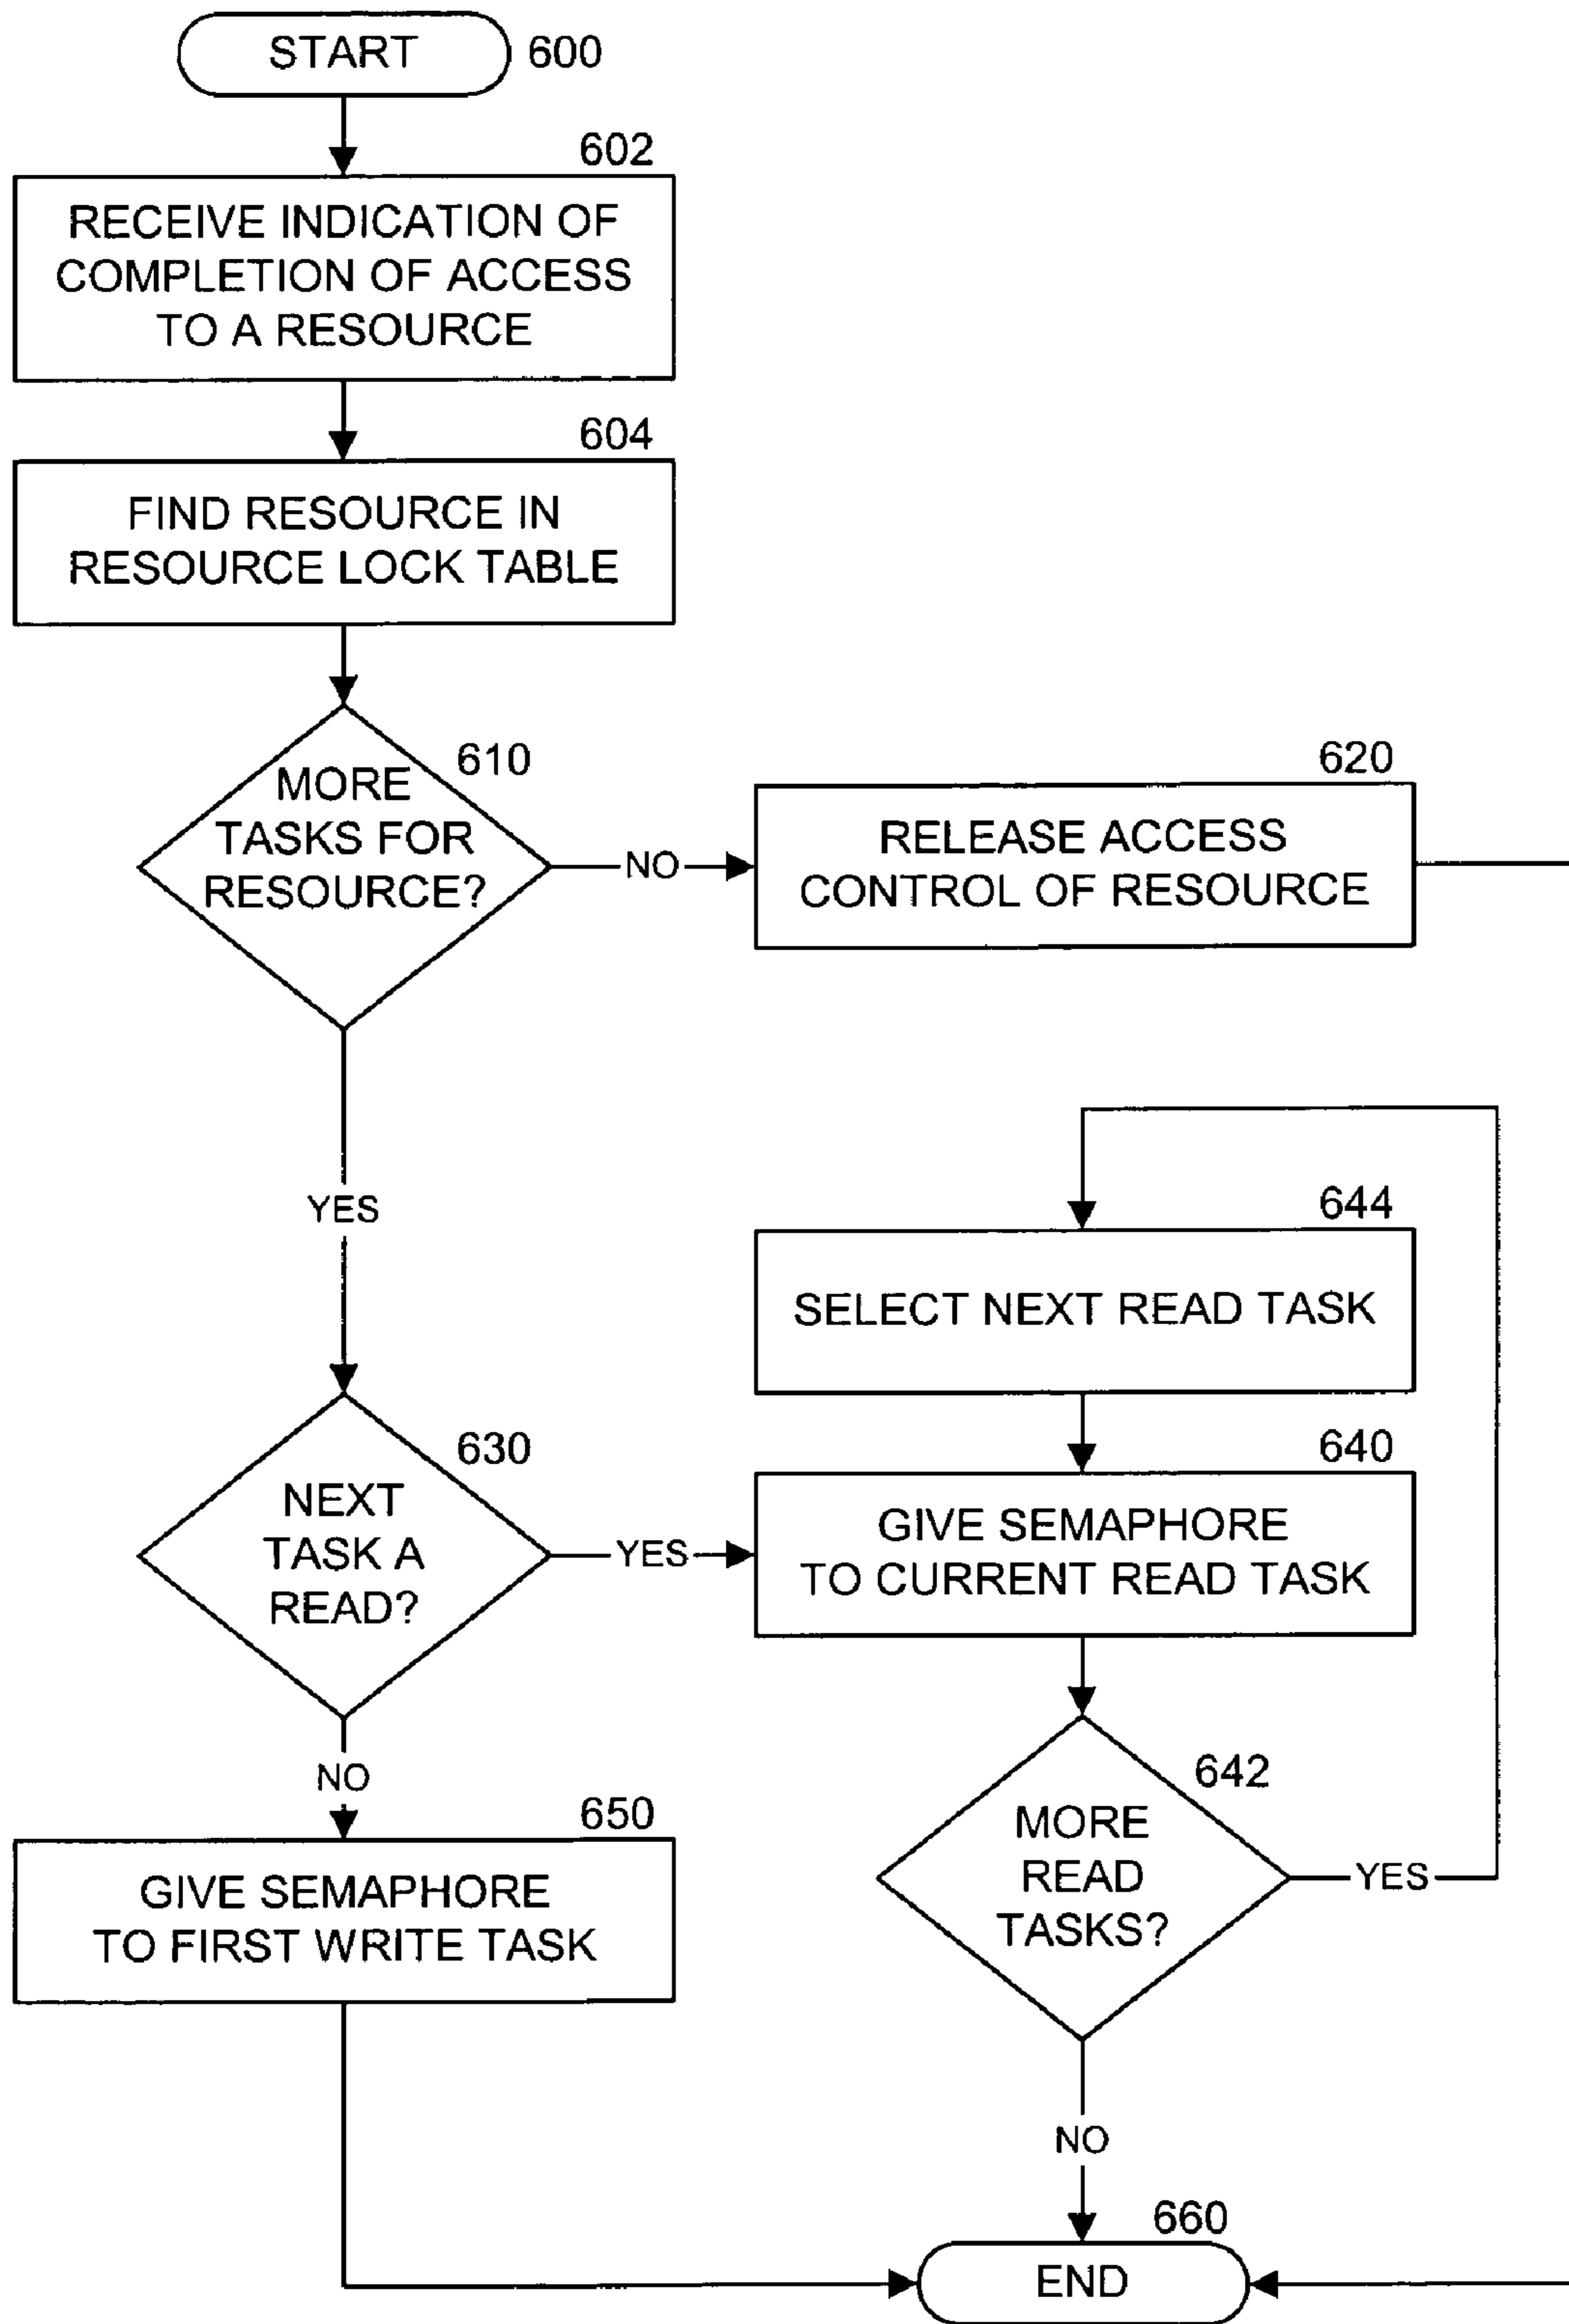 START
600
602
RECEIVE INDICATION OF
COMPLETION OF ACCESS
TO A RESOURCE
604
FIND RESOURCE IN
RESOURCE LOCK TABLE
610
MORE
TASKS FOR
RESOURCE?
NO
620
RELEASE ACCESS
CONTROL OF RESOURCE
YES
644
SELECT NEXT READ TASK
630
NEXT
TASK A
READ?
YES
640
GIVE SEMAPHORE
TO CURRENT READ TASK
NO
642
MORE
READ
TASKS?
YES
650
GIVE SEMAPHORE
TO FIRST WRITE TASK
NO
660
END